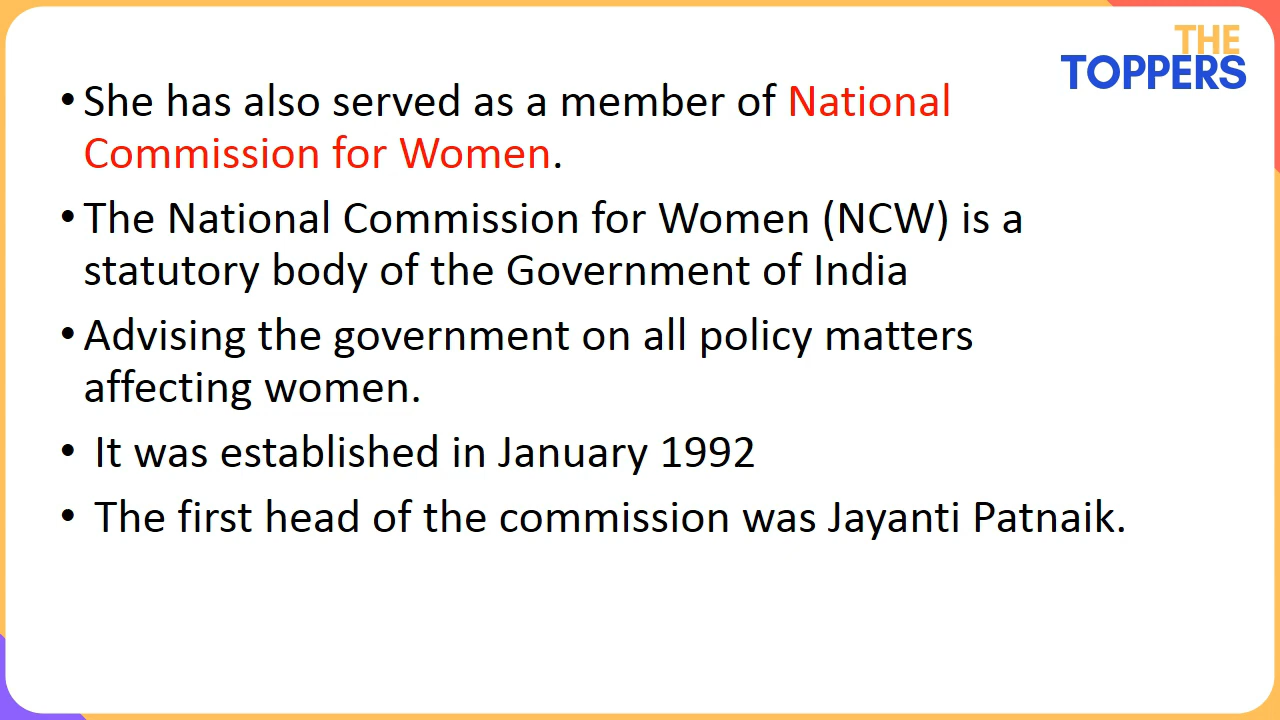 THE
TOPPERS
• She has also served as a member of National
Commission for Women.
• The National Commission for Women (NCW) is a
statutory body of the Government of India
• Advising the government on all policy matters
affecting women.
• It was established in January 1992
• The first head of the commission was Jayanti Patnaik.